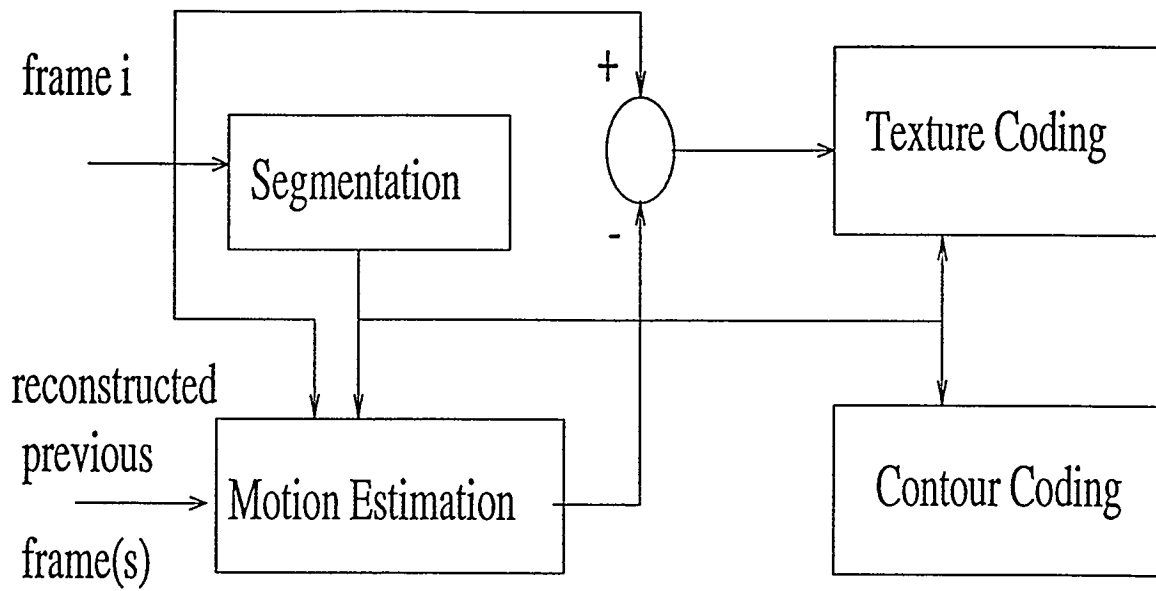 frame i
+
Texture Coding
Segmentation
-
reconstructed
previous
frame(s)
Motion Estimation
Contour Coding